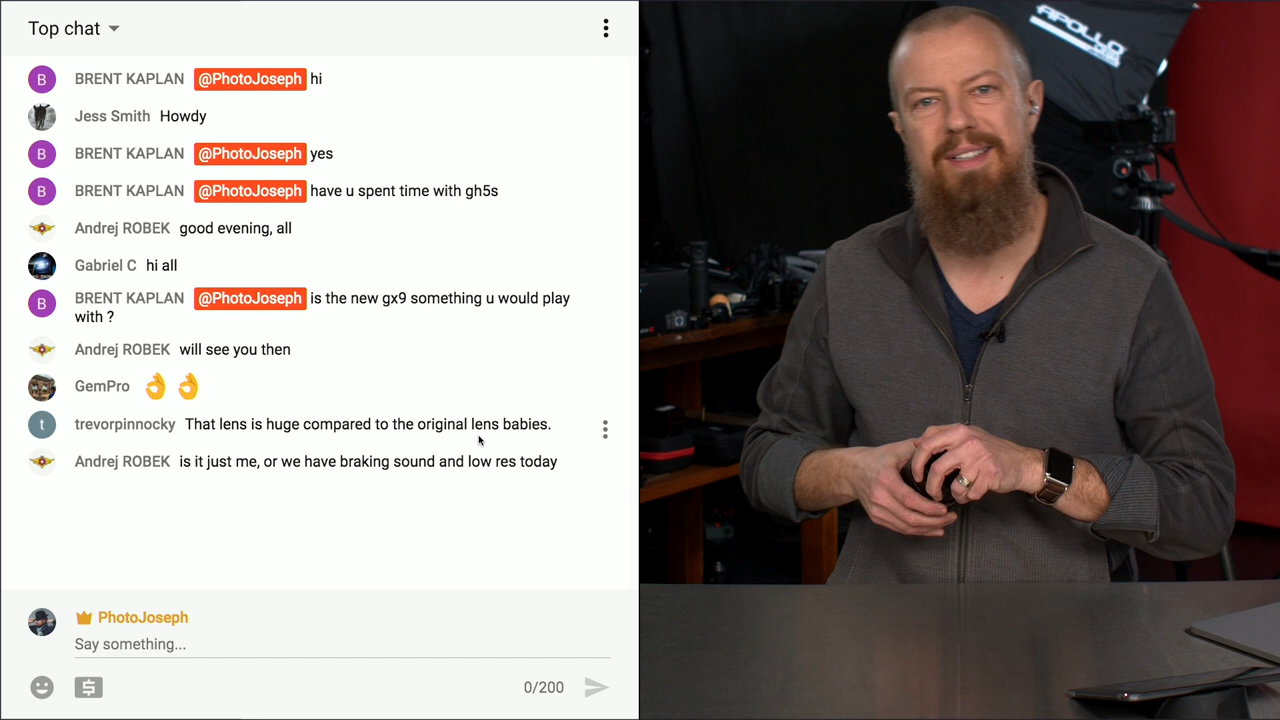 Top chat
B BRENT KAPLAN @PhotoJoseph hi
Jess Smith Howdy
B BRENT KAPLAN @PhotoJoseph yes
B BRENT KAPLAN @PhotoJoseph have u spent time with gh5s
Andrej ROBEK good evening, all
Gabriel C hi all
B BRENT KAPLAN @PhotoJoseph is the new gx9 something u would play
with ?
Andrej ROBEK will see you then
GemPro 👌 👌
t trevorpinnocky That lens is huge compared to the original lens babies.
Andrej ROBEK is it just me, or we have braking sound and low res today
PhotoJoseph
Say something...
$ 0/200
APOLLO